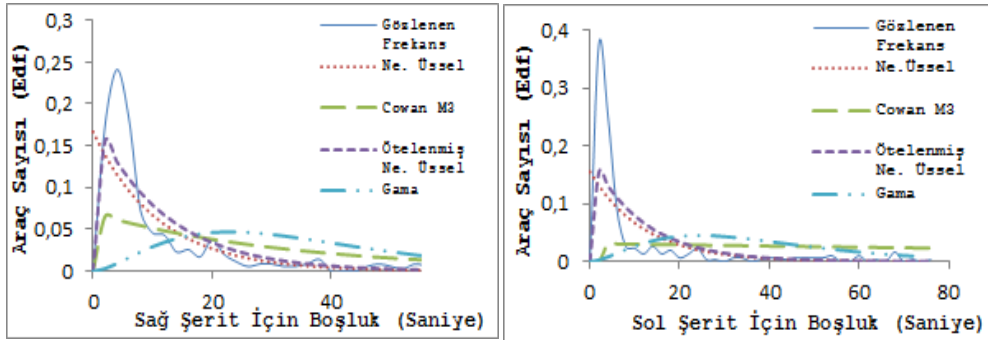 0,3
0,25
0,2
0,15
0,1
0,05
0
Araç Sayısı (Edf)
0 20 40
Sağ Şerit İçin Boşluk (Saniye)
Gözlenen
Frekans
Ne. Üssel
Cowan M3
Ötelenmiş
Ne. Üssel
Gama
0,4
0,3
0,2
0,1
0
Araç Sayısı (Edf)
0 20 40 60 80
Sol Şerit İçin Boşluk (Saniye)
Gözlenen
Frekans
Ne.Üssel
Cowan M3
Ötelenmiş
Ne. Üssel
Gama